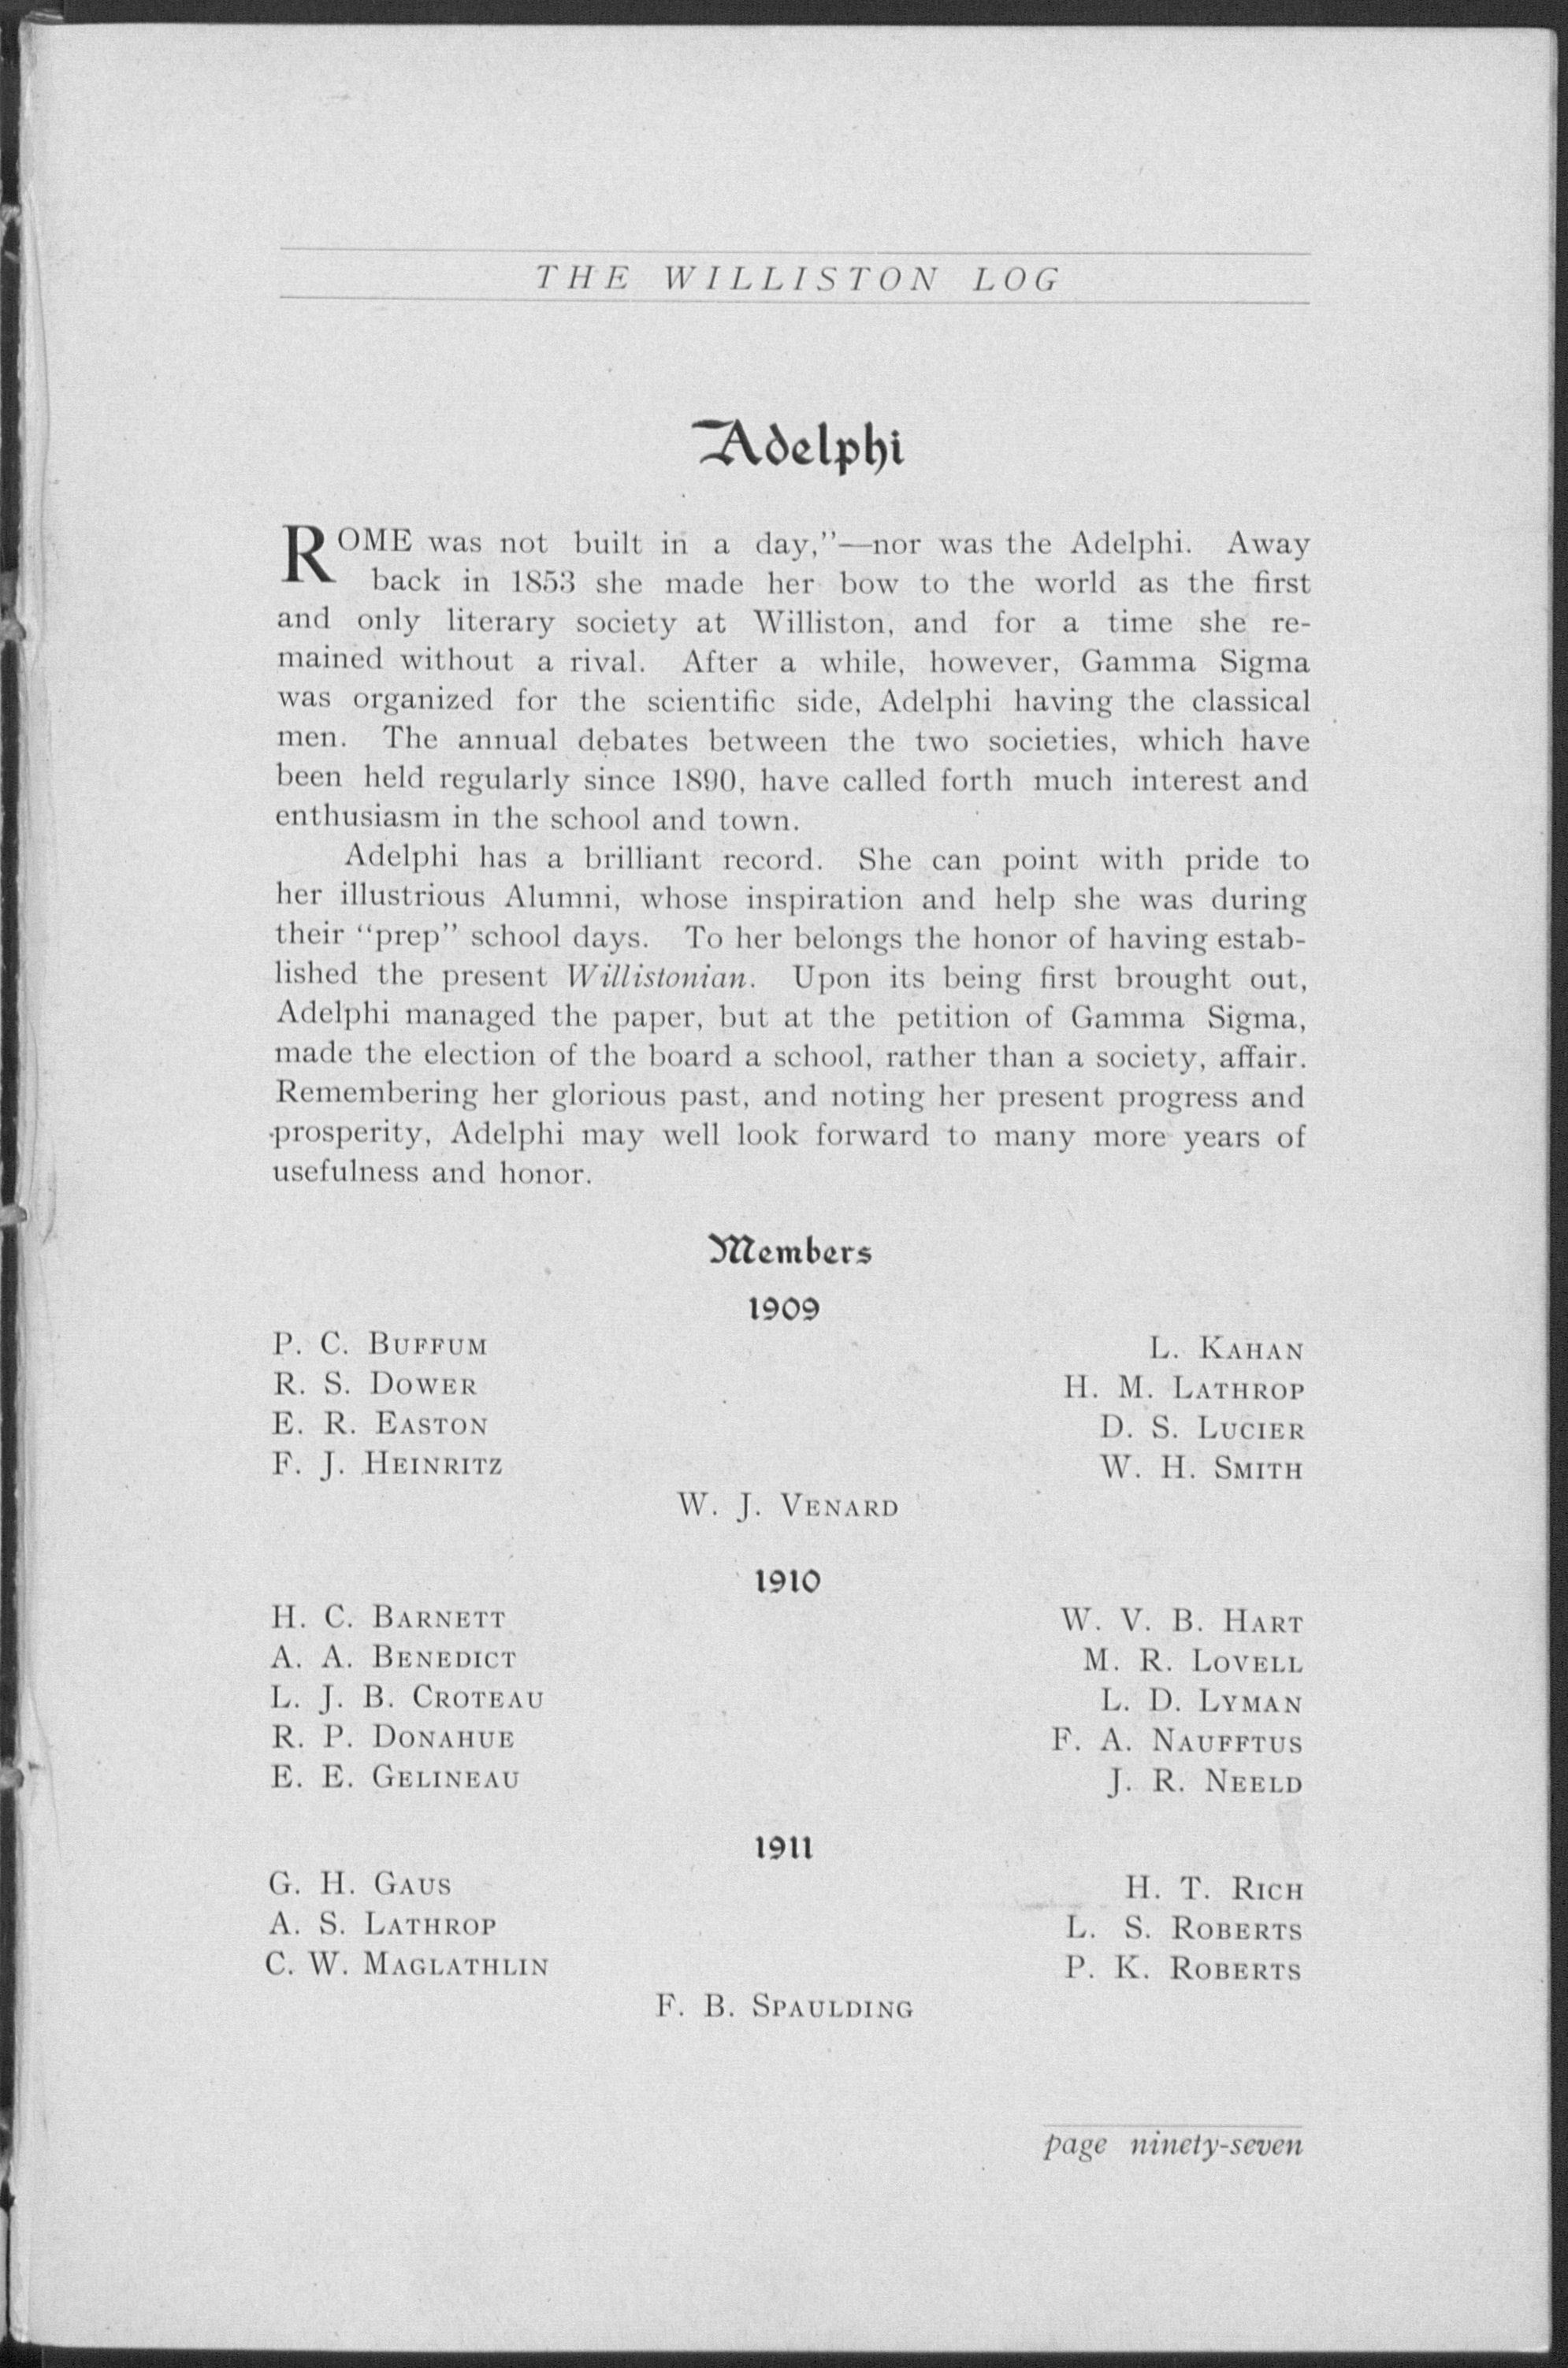 THE WILLISTON LOG
Adelphi
ROME was not built in a day,"—nor was the Adelphi. Away
back in 1853 she made her bow to the world as the first
and only literary society at Williston, and for a time she re-
mained without a rival. After a while, however, Gamma Sigma
was organized for the scientific side, Adelphi having the classical
men. The annual debates between the two societies, which have
been held regularly since 1890, have called forth much interest and
enthusiasm in the school and town.
Adelphi has a brilliant record. She can point with pride to
her illustrious Alumni, whose inspiration and help she was during
their "prep" school days. To her belongs the honor of having estab-
lished the present Willistonian. Upon its being first brought out,
Adelphi managed the paper, but at the petition of Gamma Sigma,
made the election of the board a school, rather than a society, affair.
Remembering her glorious past, and noting her present progress and
prosperity, Adelphi may well look forward to many more years of
usefulness and honor.
Members
1909
P. C. BUFFUM L. KAHAN
R. S. DOWER H. M. LATHROP
E. R. EASTON D. S. LUCIER
F. J. HEINRITZ W. H. SMITH
W. J. VENARD
1910
H. C. BARNETT W. V. B. HART
A. A. BENEDICT M. R. LOVELL
L. J. B. CROTEAU L. D. LYMAN
R. P. DONAHUE F. A. NAUFFTUS
E. E. GELINEAU J. R. NEELD
1911
G. H. GAUS H. T. RICH
A. S. LATHROP L. S. ROBERTS
C. W. MAGLATHLIN P. K. ROBERTS
F. B. SPAULDING
page ninety-seven